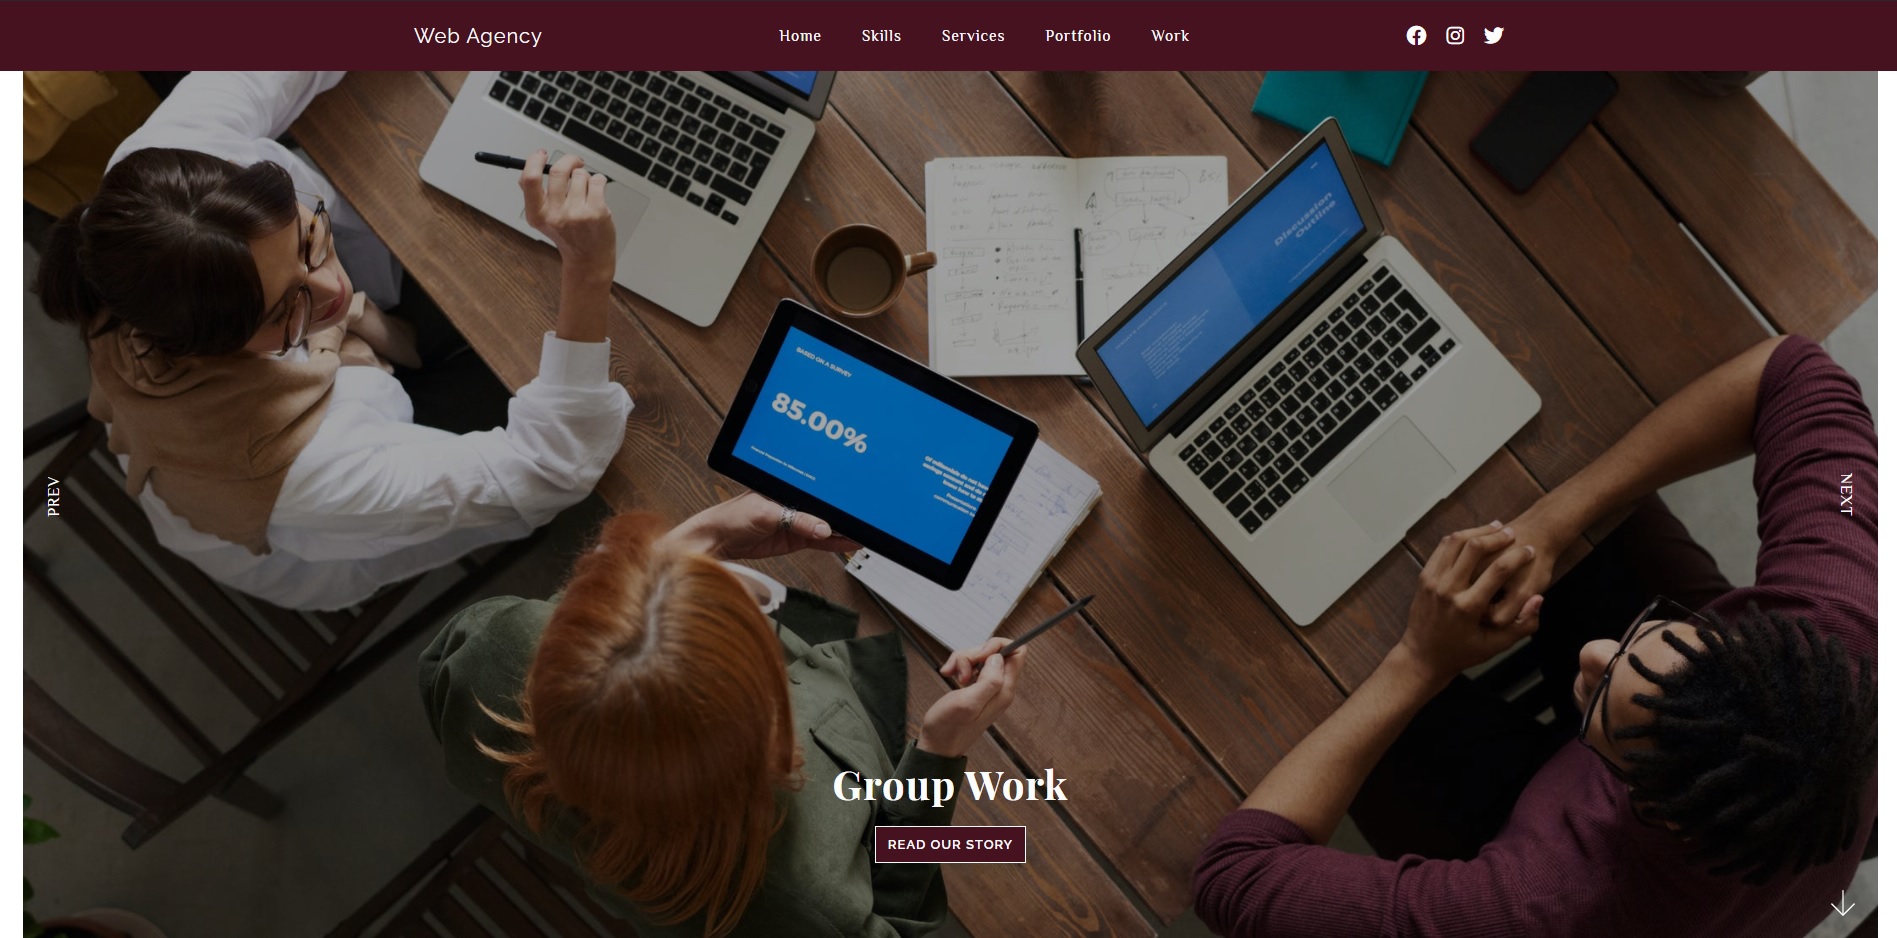 Web Agency
Home Skills Services Portfolio Work
Discussion
Outline
BASED ON A SURVEY
85.00%
PREV
NEXT
Group Work
READ OUR STORY